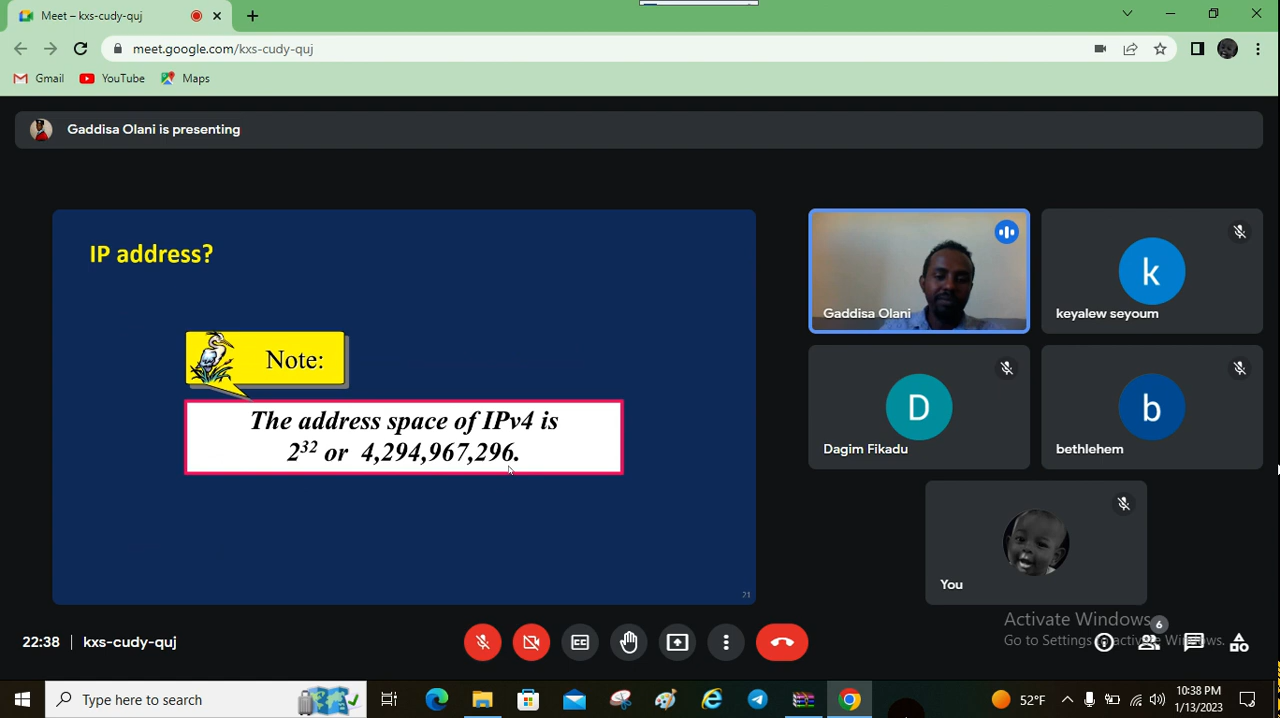 Meet – kxs-cudy-quj
meet.google.com/kxs-cudy-quj
Gmail
YouTube
Maps
Gaddisa Olani is presenting
IP address?
Note:
The address space of IPv4 is
2³² or 4,294,967,296.
21
Gaddisa Olani
k
keyalew seyoum
D
Dagim Fikadu
b
bethlehem
You
22:38 | kxs-cudy-quj
Activate Windows
Go to Settings to activate Windows.
6
Type here to search
52°F
10:38 PM
1/13/2023